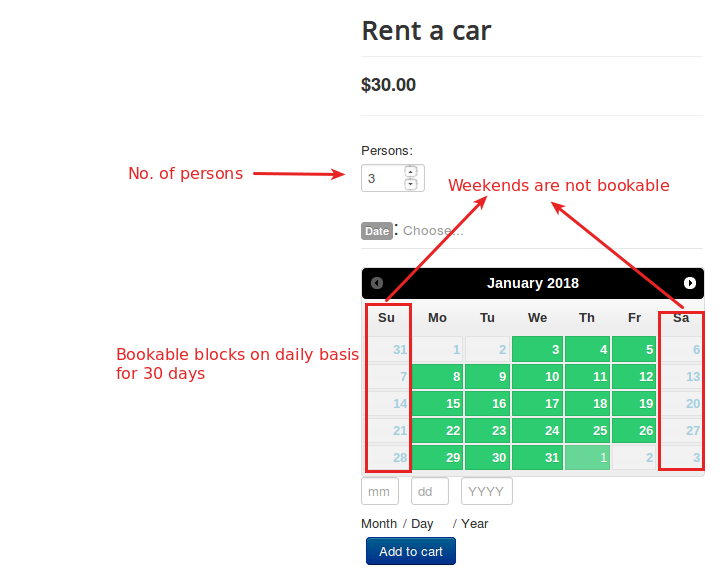 Rent a car
$30.00
Persons:
No. of persons
3
Weekends are not bookable
Date : Choose...
January 2018
Su Mo Tu We Th Fr Sa
31 1 2 3 4 5 6
Bookable blocks on daily basis
for 30 days
7 8 9 10 11 12 13
14 15 16 17 18 19 20
21 22 23 24 25 26 27
28 29 30 31 1 2 3
mm dd YYYY
Month / Day / Year
Add to cart